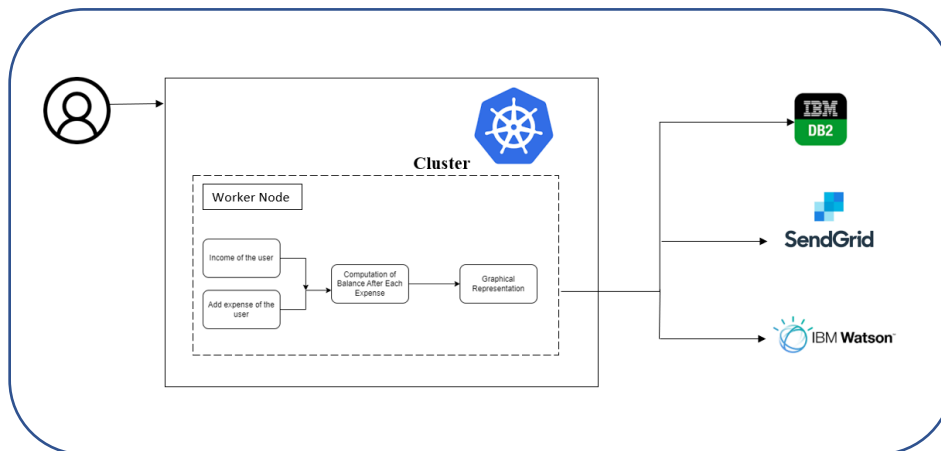 IBM
DB2
Cluster
Worker Node
SendGrid
Income of the user
Computation of
Balance After Each
Expense
Graphical
Representation
Add expense of the
user
IBM Watson™